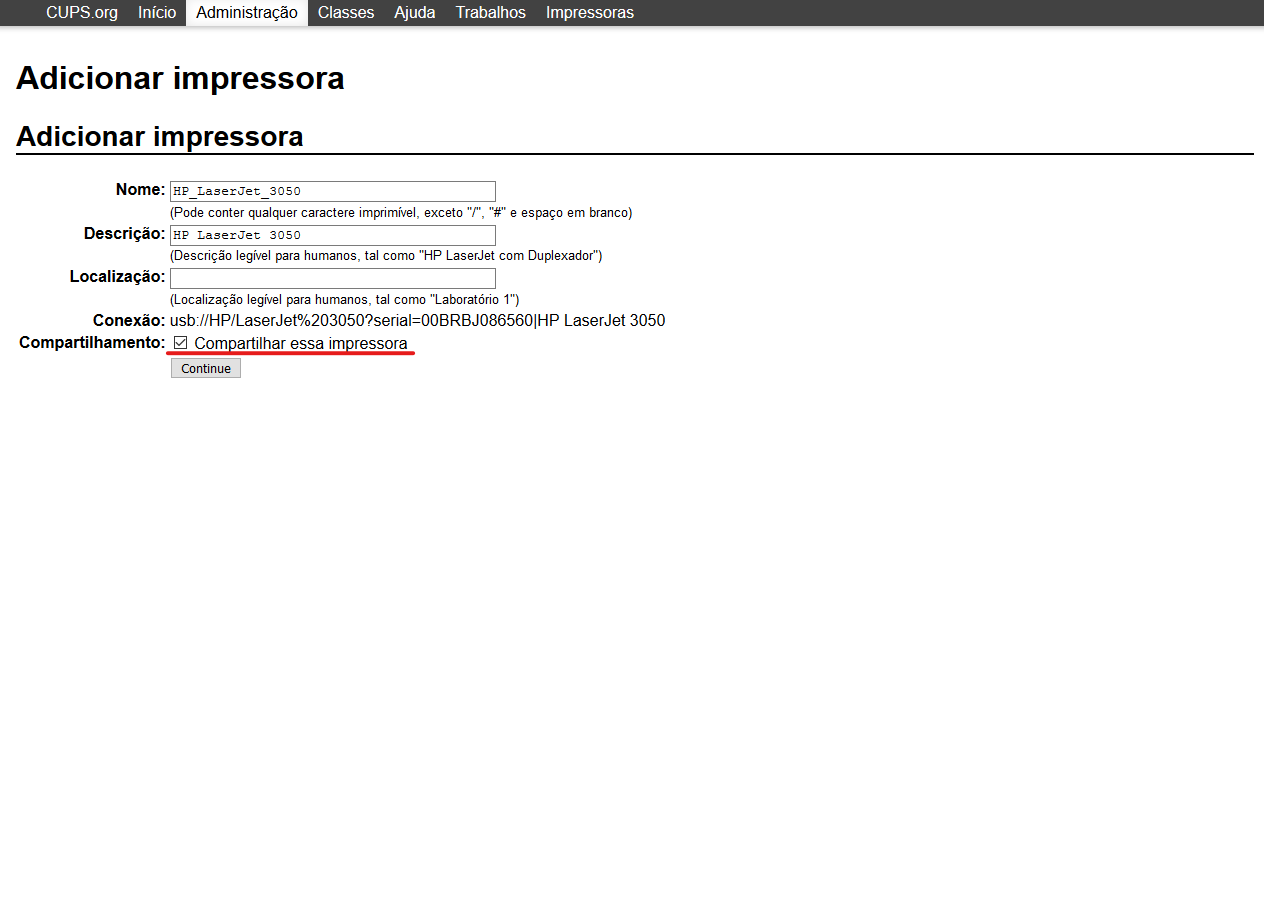 CUPS.org Início Administração Classes Ajuda Trabalhos Impressoras
Adicionar impressora
Adicionar impressora
Nome: HP_LaserJet_3050
(Pode conter qualquer caractere imprimível, exceto "/", "#" e espaço em branco)
Descrição: HP LaserJet 3050
(Descrição legível para humanos, tal como "HP LaserJet com Duplexador")
Localização:
(Localização legível para humanos, tal como "Laboratório 1")
Conexão: usb://HP/LaserJet%203050?serial=00BRBJ086560|HP LaserJet 3050
Compartilhamento: Compartilhar essa impressora
Continue